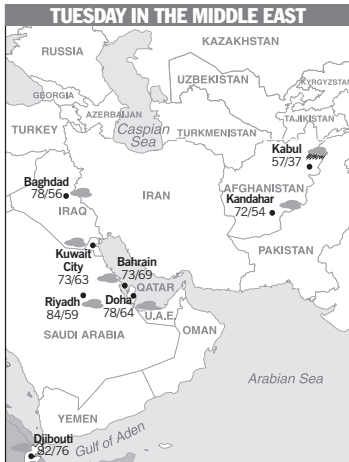 TUESDAY IN THE MIDDLE EAST
KAZAKHSTAN
RUSSIA
UZBEKISTAN
KYRGYZSTAN
GEORGIA
AZERBAIJAN
TAJIKISTAN
TURKEY
Caspian
Sea
TURKMENISTAN
Kabul
57/37
Baghdad
78/56
IRAQ
IRAN
AFGHANISTAN
Kandahar
72/54
PAKISTAN
Kuwait
City
73/63
Bahrain
73/69
QATAR
Riyadh
84/59
Doha
78/64
U.A.E.
SAUDI ARABIA
OMAN
Arabian Sea
YEMEN
Djibouti
92/76
Gulf of Aden